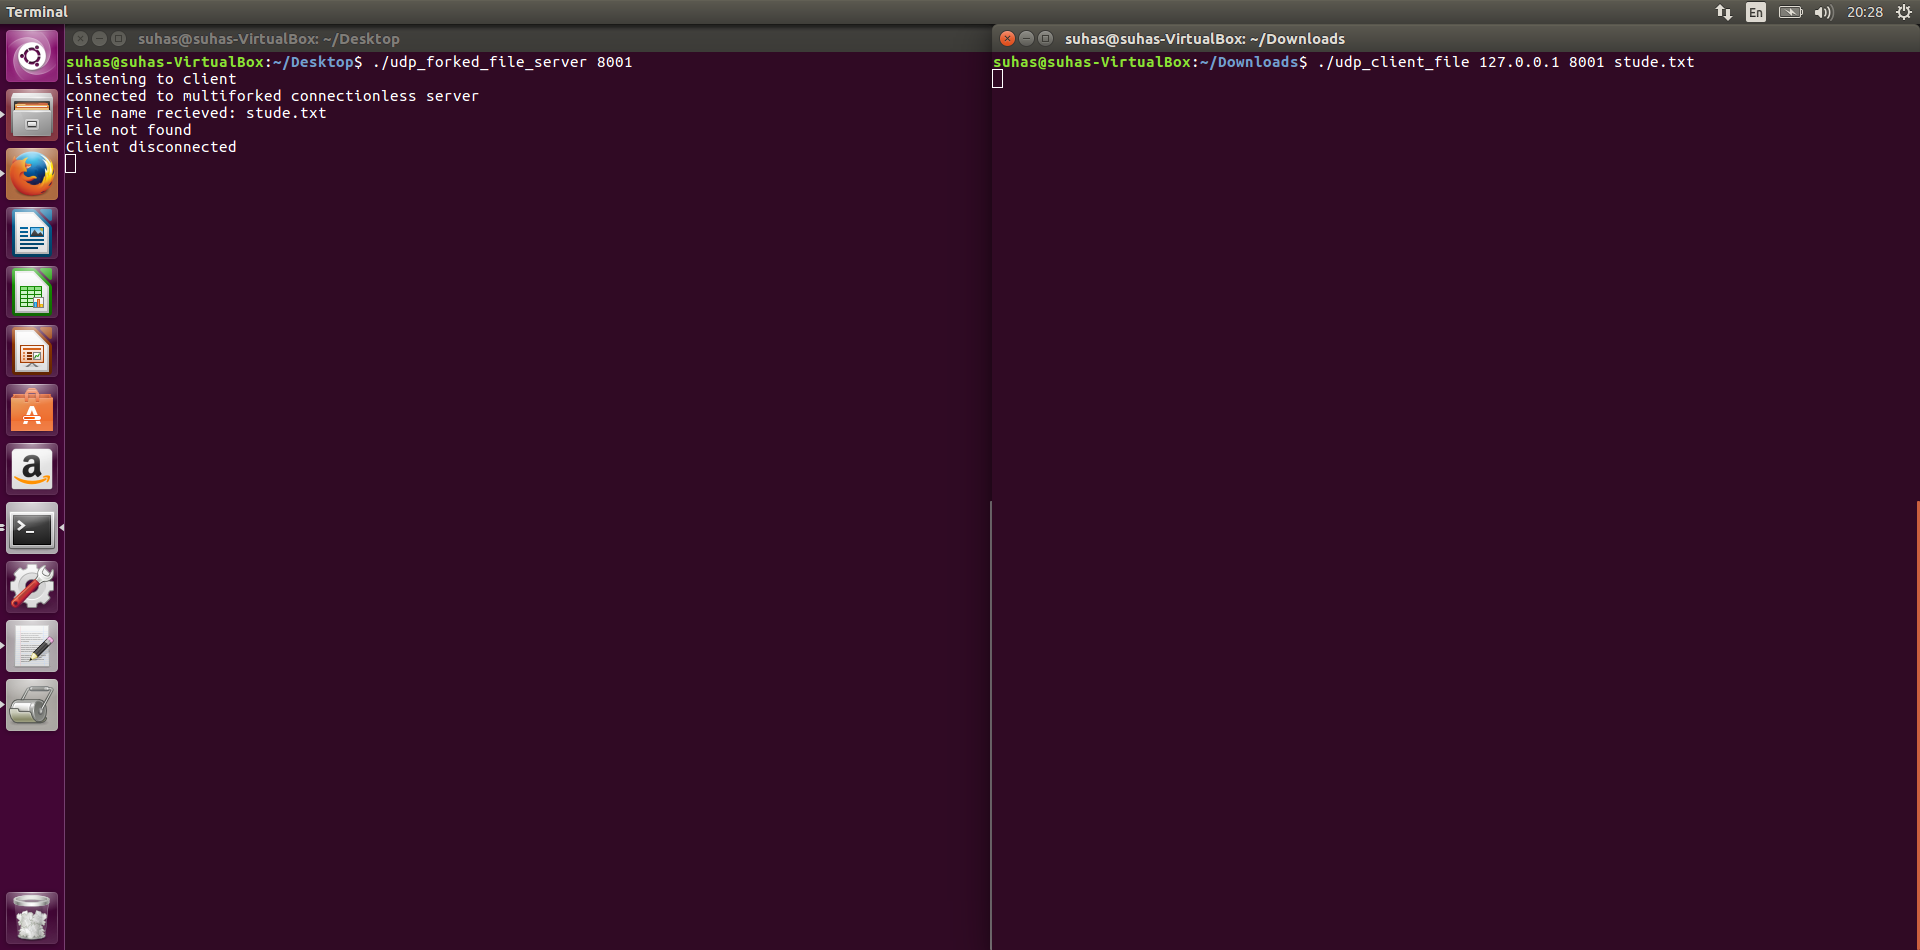 Terminal
En
20:28
suhas@suhas-VirtualBox: ~/Desktop
suhas@suhas-VirtualBox:~/Desktop$ ./udp_forked_file_server 8001
Listening to client
connected to multiforked connectionless server
File name recieved: stude.txt
File not found
Client disconnected
suhas@suhas-VirtualBox: ~/Downloads
suhas@suhas-VirtualBox:~/Downloads$ ./udp_client_file 127.0.0.1 8001 stude.txt